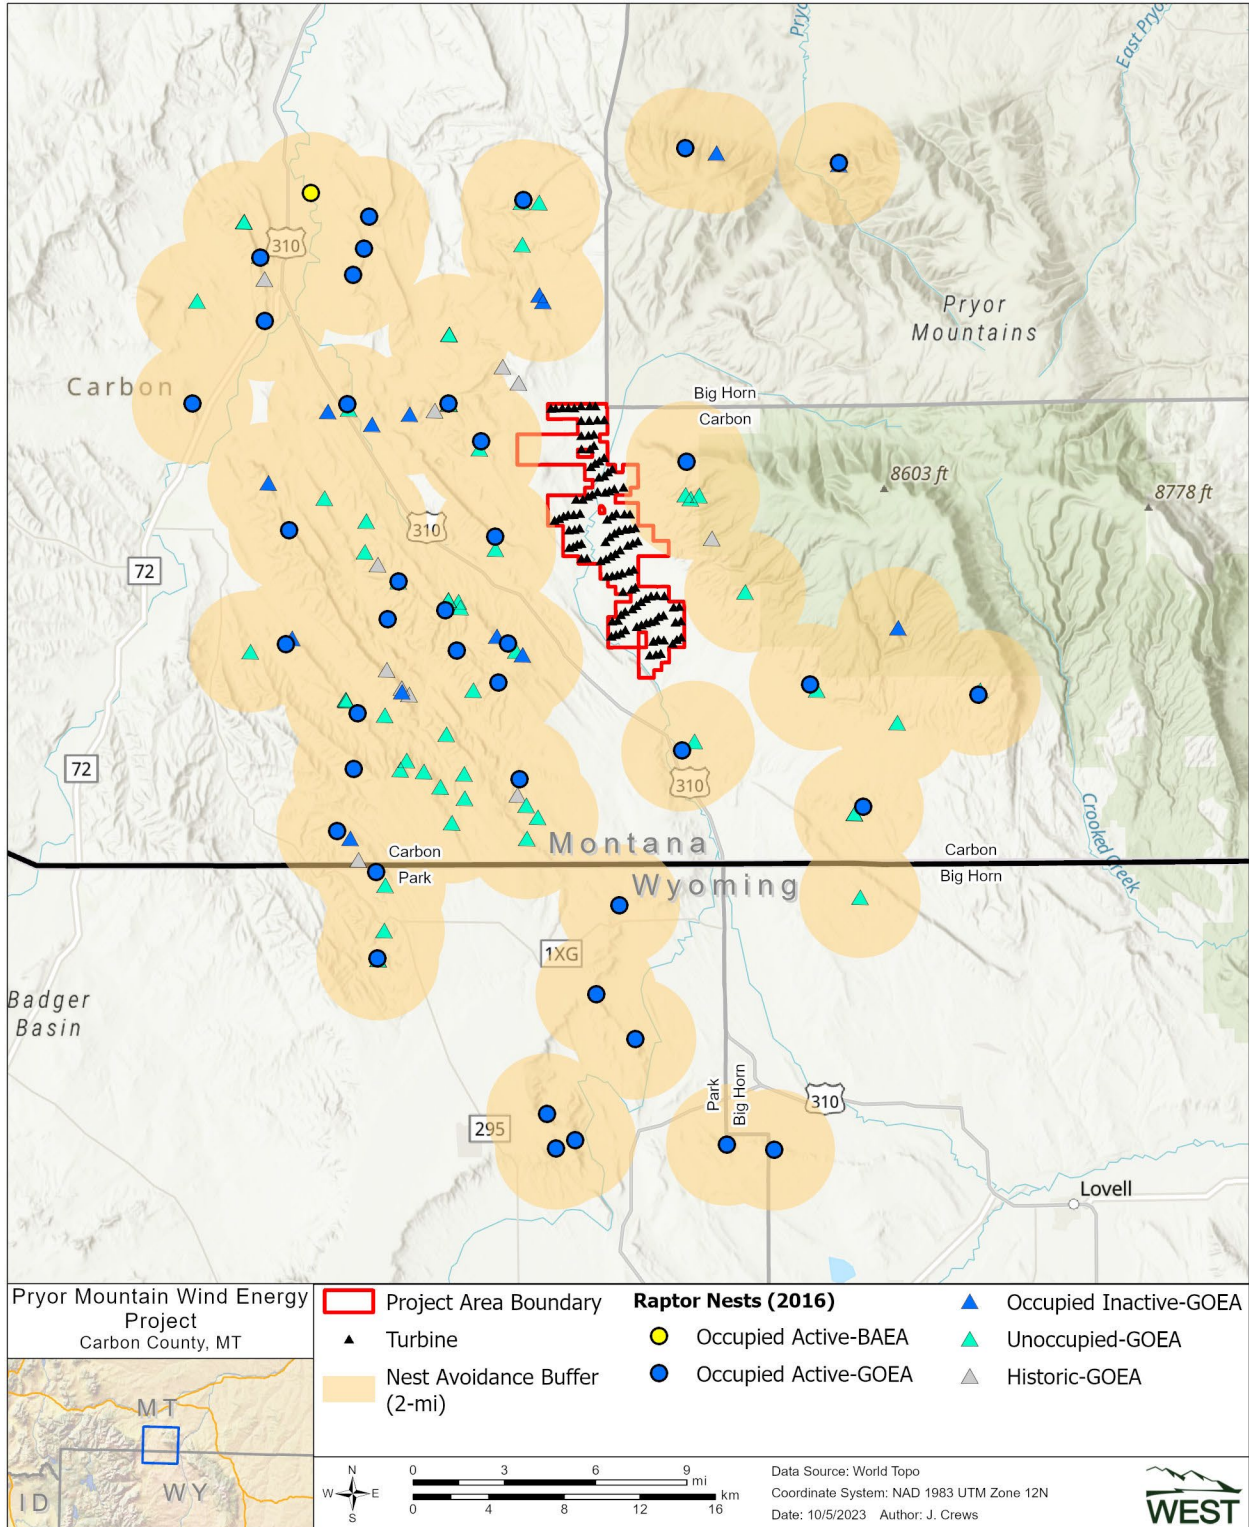 Pryo
East Pryo
310
Pryor
Mountains
Carbon
Big Horn
Carbon
8603 ft
8778 ft
310
72
72
310
Crooked Creek
Montana
Carbon
Park
Carbon
Big Horn
Wyoming
1XG
Badger
Basin
Park
Big Horn
310
295
Lovell
Pryor Mountain Wind Energy
Project
Carbon County, MT
MT
WY
ID
Project Area Boundary
Turbine
Nest Avoidance Buffer
(2-mi)
Raptor Nests (2016)
Occupied Active-BAEA
Occupied Active-GOEA
Occupied Inactive-GOEA
Unoccupied-GOEA
Historic-GOEA
N
W E
S
0 3 6 9
mi
km
0 4 8 12 16
Data Source: World Topo
Coordinate System: NAD 1983 UTM Zone 12N
Date: 10/5/2023 Author: J. Crews
WEST